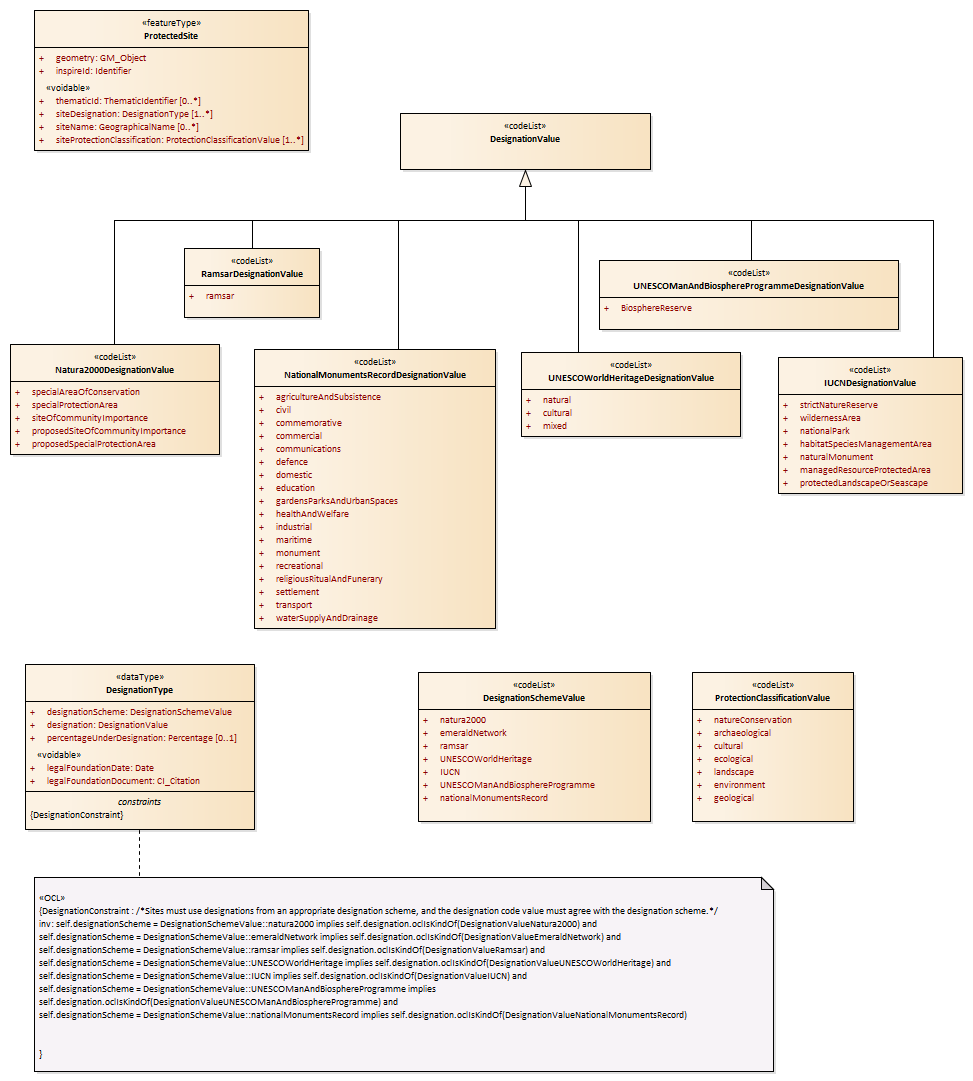 «featureType»
ProtectedSite
+ geometry: GM_Object
+ inspireId: Identifier
«voidable»
+ thematicId: ThematicIdentifier [0..*]
+ siteDesignation: DesignationType [1..*]
+ siteName: GeographicalName [0..*]
+ siteProtectionClassification: ProtectionClassificationValue [1..*]
«codeList»
DesignationValue
«codeList»
RamsarDesignationValue
+ ramsar
«codeList»
UNESCOManAndBiosphereProgrammeDesignationValue
+ BiosphereReserve
«codeList»
Natura2000DesignationValue
+ specialAreaOfConservation
+ specialProtectionArea
+ siteOfCommunityImportance
+ proposedSiteOfCommunityImportance
+ proposedSpecialProtectionArea
«codeList»
NationalMonumentsRecordDesignationValue
+ agricultureAndSubsistence
+ civil
+ commemorative
+ commercial
+ communications
+ defence
+ domestic
+ education
+ gardensParksAndUrbanSpaces
+ healthAndWelfare
+ industrial
+ maritime
+ monument
+ recreational
+ religiousRitualAndFunerary
+ settlement
+ transport
+ waterSupplyAndDrainage
«codeList»
UNESCOWorldHeritageDesignationValue
+ natural
+ cultural
+ mixed
«codeList»
IUCNDesignationValue
+ strictNatureReserve
+ wildernessArea
+ nationalPark
+ habitatSpeciesManagementArea
+ naturalMonument
+ managedResourceProtectedArea
+ protectedLandscapeOrSeascape
«dataType»
DesignationType
+ designationScheme: DesignationSchemeValue
+ designation: DesignationValue
+ percentageUnderDesignation: Percentage [0..1]
«voidable»
+ legalFoundationDate: Date
+ legalFoundationDocument: CI_Citation
constraints
{DesignationConstraint}
«codeList»
DesignationSchemeValue
+ natura2000
+ emeraldNetwork
+ ramsar
+ UNESCOWorldHeritage
+ IUCN
+ UNESCOManAndBiosphereProgramme
+ nationalMonumentsRecord
«codeList»
ProtectionClassificationValue
+ natureConservation
+ archaeological
+ cultural
+ ecological
+ landscape
+ environment
+ geological
«OCL»
{DesignationConstraint : /*Sites must use designations from an appropriate designation scheme, and the designation code value must agree with the designation scheme.*/
inv: self.designationScheme = DesignationSchemeValue::natura2000 implies self.designation.oclIsKindOf(DesignationValueNatura2000) and
self.designationScheme = DesignationSchemeValue::emeraldNetwork implies self.designation.oclIsKindOf(DesignationValueEmeraldNetwork) and
self.designationScheme = DesignationSchemeValue::ramsar implies self.designation.oclIsKindOf(DesignationValueRamsar) and
self.designationScheme = DesignationSchemeValue::UNESCOWorldHeritage implies self.designation.oclIsKindOf(DesignationValueUNESCOWorldHeritage) and
self.designationScheme = DesignationSchemeValue::IUCN implies self.designation.oclIsKindOf(DesignationValueIUCN) and
self.designationScheme = DesignationSchemeValue::UNESCOManAndBiosphereProgramme implies
self.designation.oclIsKindOf(DesignationValueUNESCOManAndBiosphereProgramme) and
self.designationScheme = DesignationSchemeValue::nationalMonumentsRecord implies self.designation.oclIsKindOf(DesignationValueNationalMonumentsRecord)
}